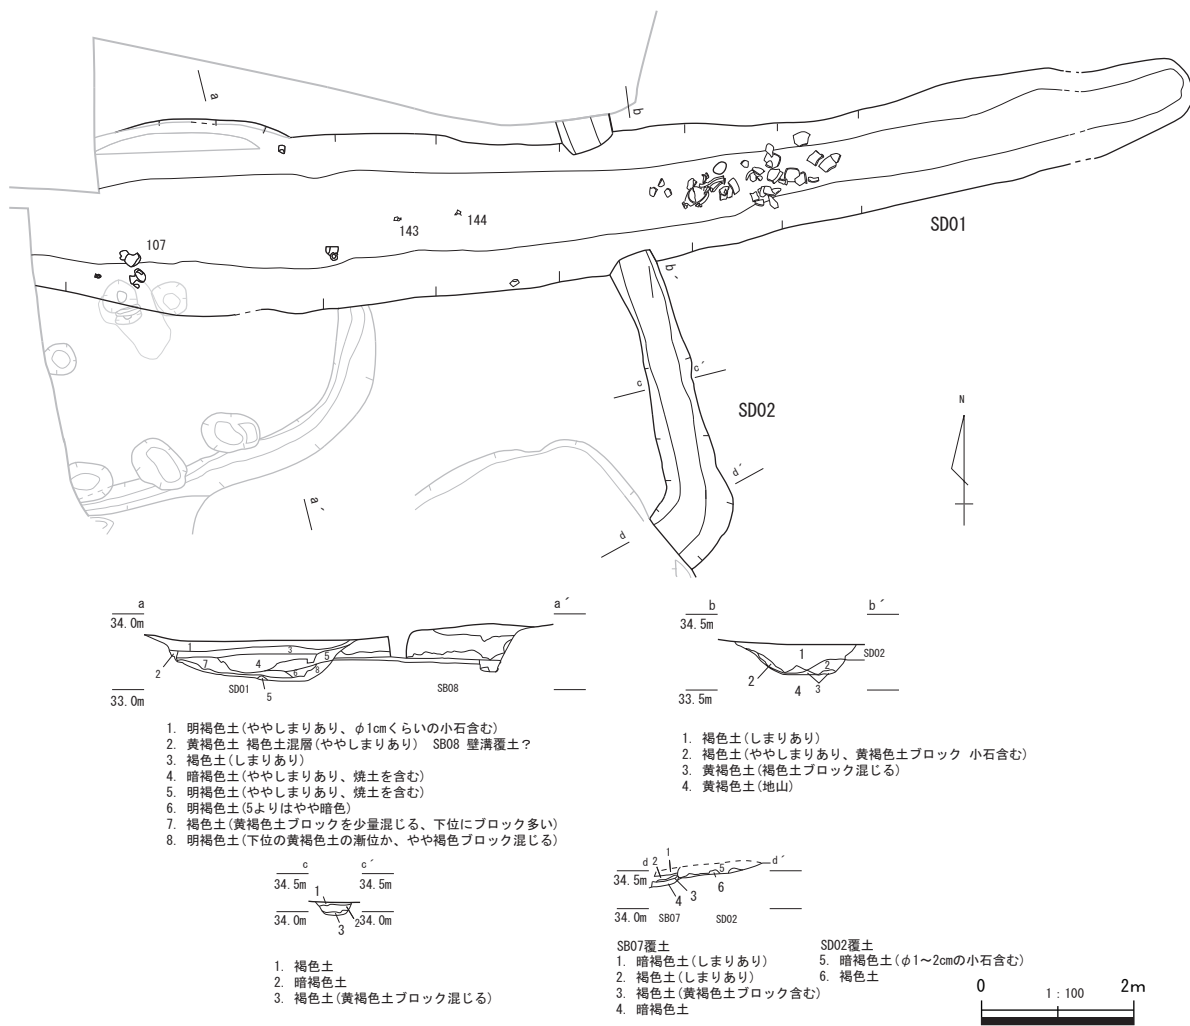 a
b
SD01
107
143
144
b´
c
c´
SD02
N
d´
a´
d
a
a´
34.0m
1
2
3
4
5
6
7
8
5
SD01
SB08
33.0m
b
b´
34.5m
1
2
2
3
4
SD02
33.5m
1. 明褐色土(ややしまりあり、φ1cmくらいの小石含む)
2. 黄褐色土 褐色土混層(ややしまりあり) SB08 壁溝覆土?
3. 褐色土(しまりあり)
4. 暗褐色土(ややしまりあり、焼土を含む)
5. 明褐色土(ややしまりあり、焼土を含む)
6. 明褐色土(5よりはやや暗色)
7. 褐色土(黄褐色土ブロックを少量混じる、下位にブロック多い)
8. 明褐色土(下位の黄褐色土の漸位か、やや褐色ブロック混じる)
1. 褐色土(しまりあり)
2. 褐色土(ややしまりあり、黄褐色土ブロック 小石含む)
3. 黄褐色土(褐色土ブロック混じる)
4. 黄褐色土(地山)
c
c´
34.5m
34.5m
1
2
3
34.0m
34.0m
1. 褐色土
2. 暗褐色土
3. 褐色土(黄褐色土ブロック混じる)
d
d´
34.5m
1
2
3
4
5
6
34.0m
SB07
SD02
SB07覆土
1. 暗褐色土(しまりあり)
2. 褐色土(しまりあり)
3. 褐色土(黄褐色土ブロック含む)
4. 暗褐色土
SD02覆土
5. 暗褐色土(φ1~2cmの小石含む)
6. 褐色土
0
2m
1 : 100